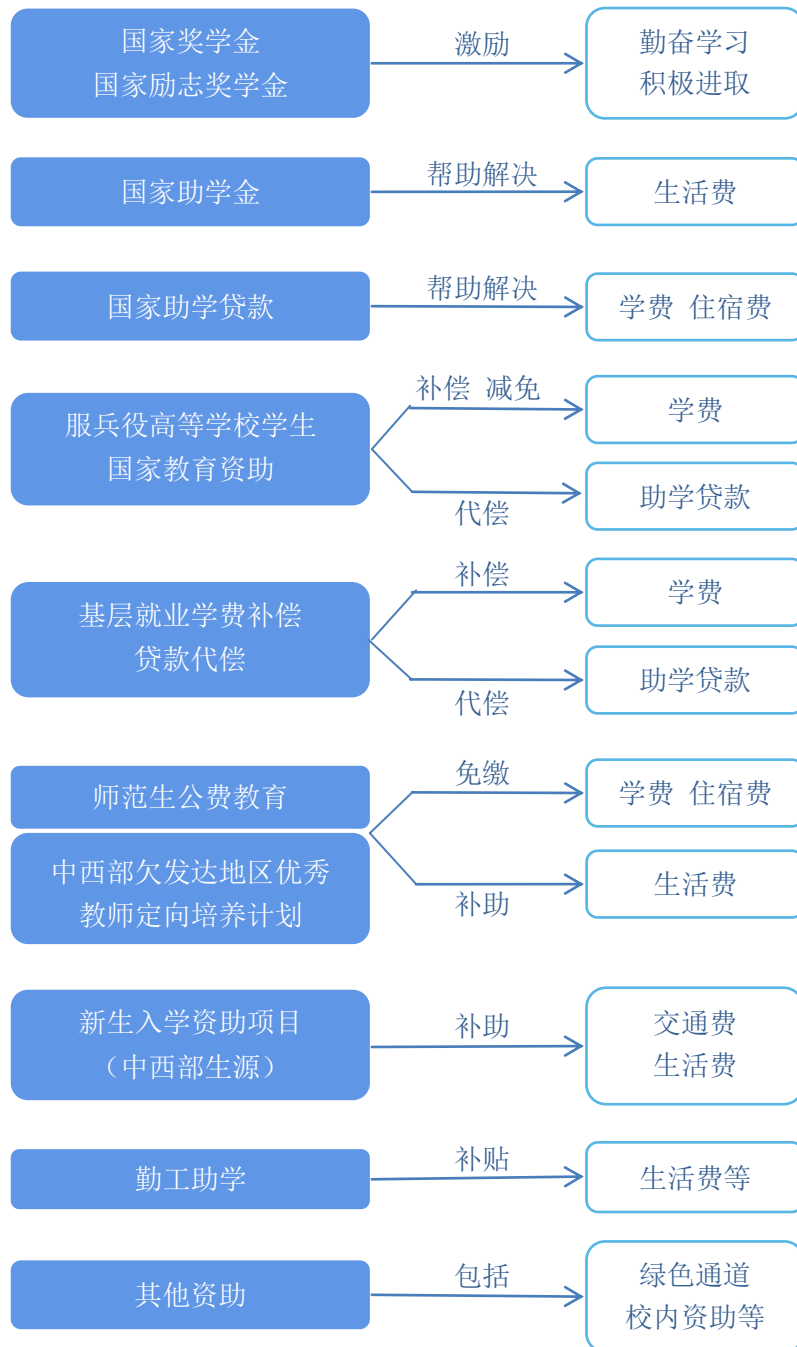 国家奖学金
国家励志奖学金
激励
勤奋学习
积极进取
国家助学金
帮助解决
生活费
国家助学贷款
帮助解决
学费 住宿费
服兵役高等学校学生
国家教育资助
补偿 减免
学费
代偿
助学贷款
基层就业学费补偿
贷款代偿
补偿
学费
代偿
助学贷款
师范生公费教育
中西部欠发达地区优秀
教师定向培养计划
免缴
学费 住宿费
补助
生活费
新生入学资助项目
（中西部生源）
补助
交通费
生活费
勤工助学
补贴
生活费等
其他资助
包括
绿色通道
校内资助等